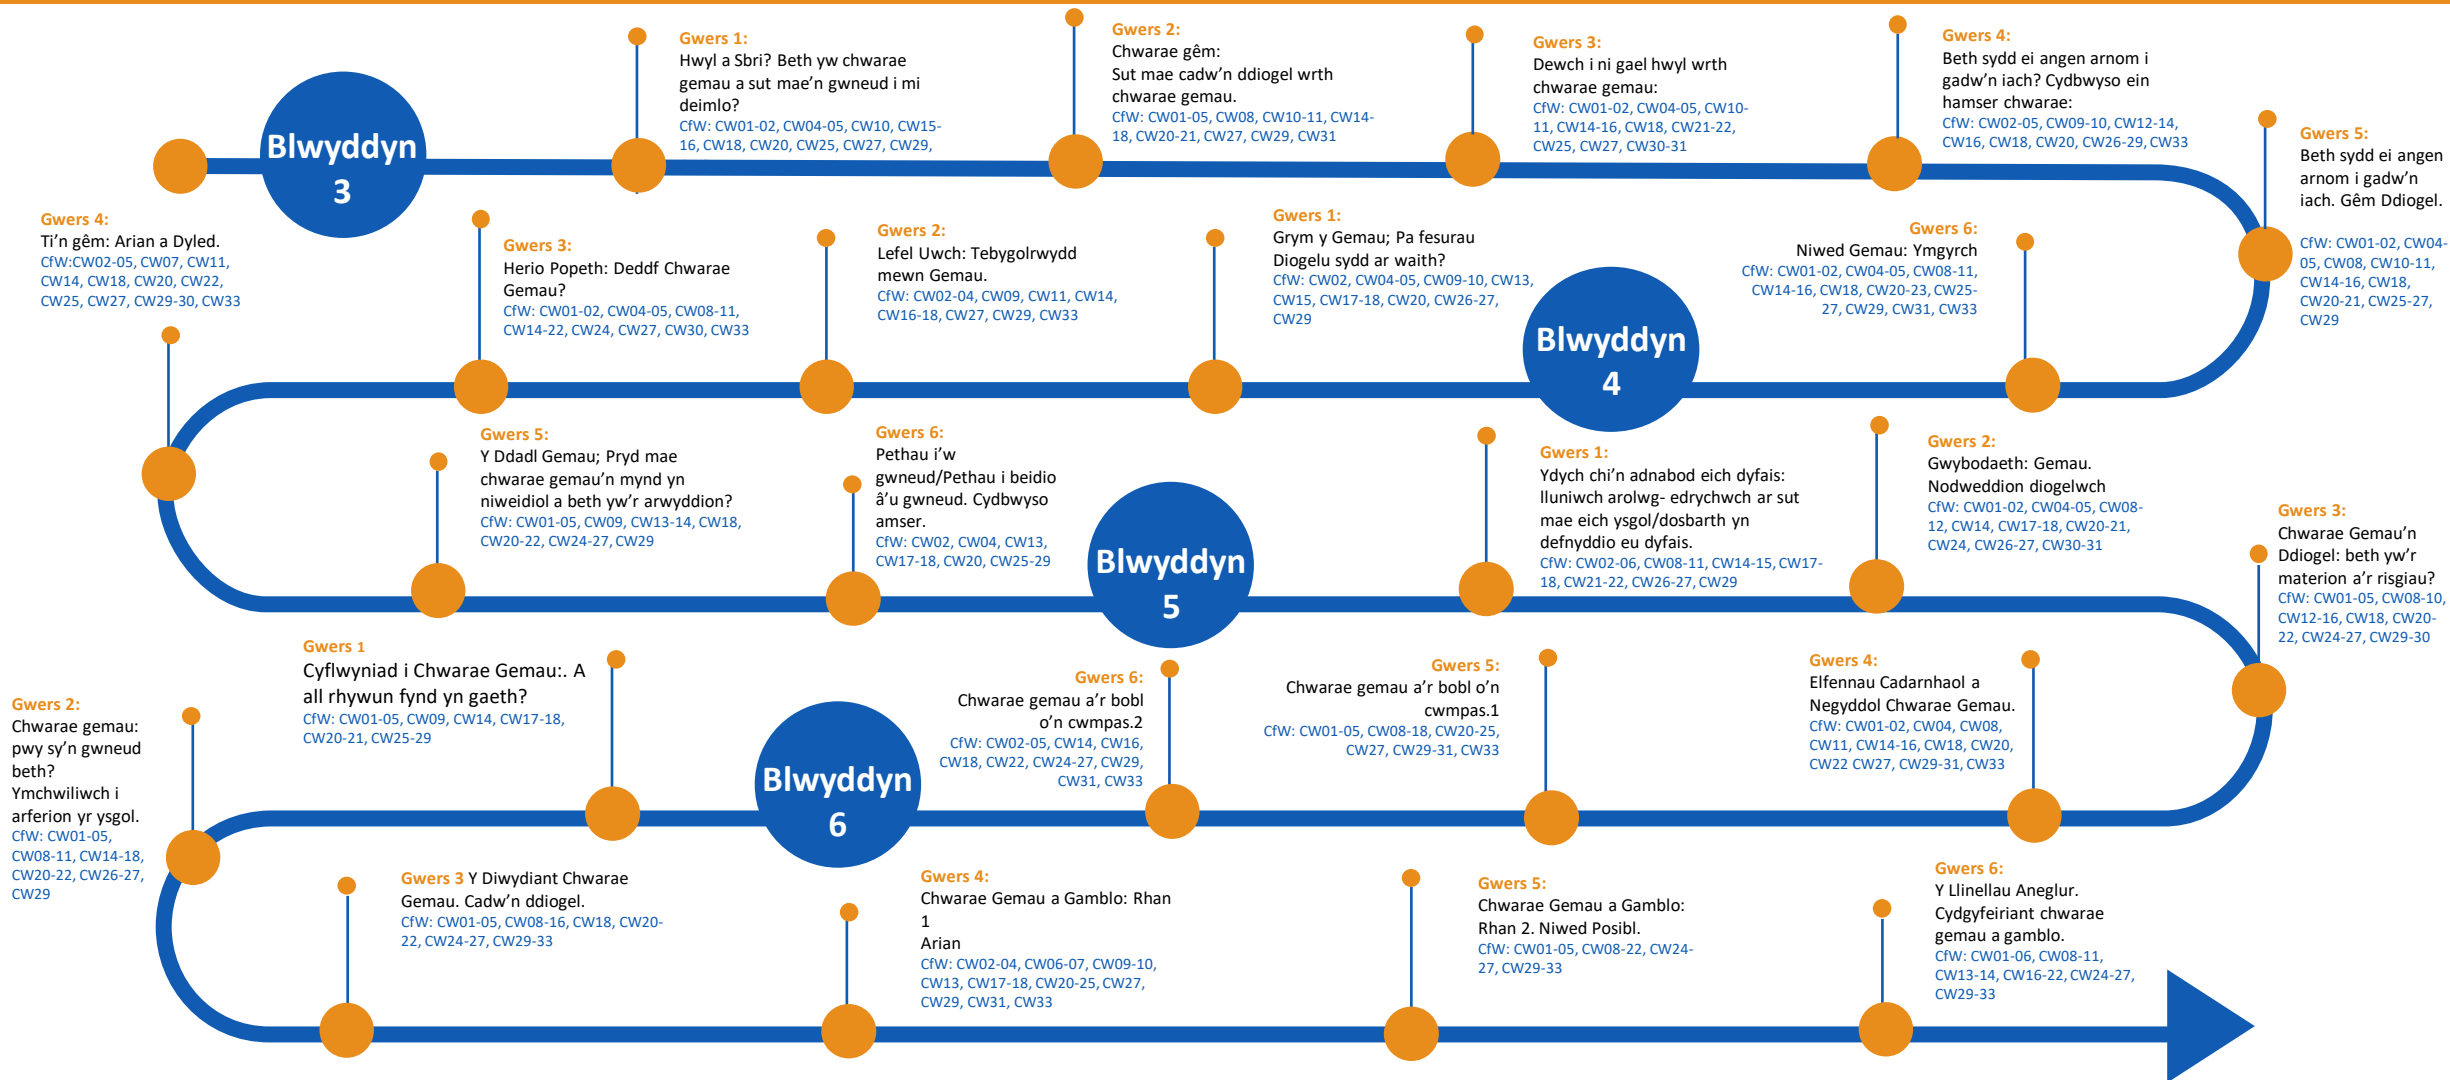 Blwyddyn
3
Gwers 1:
Hwyl a Sbri? Beth yw chwarae
gemau a sut mae'n gwneud i mi
deimlo?
CfW: CW01-02, CW04-05, CW10, CW15-
16, CW18, CW20, CW25, CW27, CW29,
Gwers 2:
Chwarae gêm:
Sut mae cadw'n ddiogel wrth
chwarae gemau.
CfW: CW01-05, CW08, CW10-11, CW14-
18, CW20-21, CW27, CW29, CW31
Gwers 3:
Dewch i ni gael hwyl wrth
chwarae gemau:
CfW: CW01-02, CW04-05, CW10-
11, CW14-16, CW18, CW21-22,
CW25, CW27, CW30-31
Gwers 4:
Beth sydd ei angen arnom i
gadw'n iach? Cydbwyso ein
hamser chwarae:
CfW: CW02-05, CW09-10, CW12-14,
CW16, CW18, CW20, CW26-29, CW33
Gwers 5:
Beth sydd ei angen
arnom i gadw'n
iach. Gêm Ddiogel.
CfW: CW01-02, CW04-
05, CW08, CW10-11,
CW14-16, CW18,
CW20-21, CW25-27,
CW29
Gwers 6:
Niwed Gemau: Ymgyrch
CfW: CW01-02, CW04-05, CW08-11,
CW14-16, CW18, CW20-23, CW25-
27, CW29, CW31, CW33
Blwyddyn
4
Gwers 1:
Grym y Gemau; Pa fesurau
Diogelu sydd ar waith?
CfW: CW02, CW04-05, CW09-10, CW13,
CW15, CW17-18, CW20, CW26-27,
CW29
Gwers 2:
Lefel Uwch: Tebygolrwydd
mewn Gemau.
CfW: CW02-04, CW09, CW11, CW14,
CW16-18, CW27, CW29, CW33
Gwers 3:
Herio Popeth: Deddf Chwarae
Gemau?
CfW: CW01-02, CW04-05, CW08-11,
CW14-22, CW24, CW27, CW30, CW33
Gwers 4:
Ti'n gêm: Arian a Dyled.
CfW:CW02-05, CW07, CW11,
CW14, CW18, CW20, CW22,
CW25, CW27, CW29-30, CW33
Gwers 5:
Y Ddadl Gemau; Pryd mae
chwarae gemau'n mynd yn
niweidiol a beth yw'r arwyddion?
CfW: CW01-05, CW09, CW13-14, CW18,
CW20-22, CW24-27, CW29
Gwers 6:
Pethau i'w
gwneud/Pethau i beidio
â'u gwneud. Cydbwyso
amser.
CfW: CW02, CW04, CW13,
CW17-18, CW20, CW25-29
Blwyddyn
5
Gwers 1:
Ydych chi'n adnabod eich dyfais:
lluniwch arolwg- edrychwch ar sut
mae eich ysgol/dosbarth yn
defnyddio eu dyfais.
CfW: CW02-06, CW08-11, CW14-15, CW17-
18, CW21-22, CW26-27, CW29
Gwers 2:
Gwybodaeth: Gemau.
Nodweddion diogelwch
CfW: CW01-02, CW04-05, CW08-
12, CW14, CW17-18, CW20-21,
CW24, CW26-27, CW30-31
Gwers 3:
Chwarae Gemau'n
Ddiogel: beth yw'r
materion a'r risgiau?
CfW: CW01-05, CW08-10,
CW12-16, CW18, CW20-
22, CW24-27, CW29-30
Gwers 4:
Elfennau Cadarnhaol a
Negyddol Chwarae Gemau.
CfW: CW01-02, CW04, CW08,
CW11, CW14-16, CW18, CW20,
CW22 CW27, CW29-31, CW33
Gwers 5:
Chwarae gemau a'r bobl o'n
cwmpas.1
CfW: CW01-05, CW08-18, CW20-25,
CW27, CW29-31, CW33
Gwers 6:
Chwarae gemau a'r bobl
o'n cwmpas.2
CfW: CW02-05, CW14, CW16,
CW18, CW22, CW24-27, CW29,
CW31, CW33
Blwyddyn
6
Gwers 1
Cyflwyniad i Chwarae Gemau:. A
all rhywun fynd yn gaeth?
CfW: CW01-05, CW09, CW14, CW17-18,
CW20-21, CW25-29
Gwers 2:
Chwarae gemau:
pwy sy'n gwneud
beth?
Ymchwiliwch i
arferion yr ysgol.
CfW: CW01-05,
CW08-11, CW14-18,
CW20-22, CW26-27,
CW29
Gwers 3 Y Diwydiant Chwarae
Gemau. Cadw'n ddiogel.
CfW: CW01-05, CW08-16, CW18, CW20-
22, CW24-27, CW29-33
Gwers 4:
Chwarae Gemau a Gamblo: Rhan
1
Arian
CfW: CW02-04, CW06-07, CW09-10,
CW13, CW17-18, CW20-25, CW27,
CW29, CW31, CW33
Gwers 5:
Chwarae Gemau a Gamblo:
Rhan 2. Niwed Posibl.
CfW: CW01-05, CW08-22, CW24-
27, CW29-33
Gwers 6:
Y Llinellau Aneglur.
Cydgyfeiriant chwarae
gemau a gamblo.
CfW: CW01-06, CW08-11,
CW13-14, CW16-22, CW24-27,
CW29-33